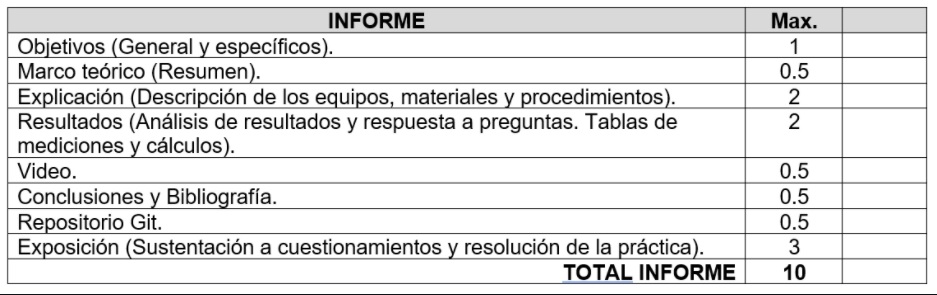 INFORME Max.
Objetivos (General y específicos). 1
Marco teórico (Resumen). 0.5
Explicación (Descripción de los equipos, materiales y procedimientos). 2
Resultados (Análisis de resultados y respuesta a preguntas. Tablas de 2
mediciones y cálculos).
Video. 0.5
Conclusiones y Bibliografía. 0.5
Repositorio Git. 0.5
Exposición (Sustentación a cuestionamientos y resolución de la práctica). 3
TOTAL INFORME 10